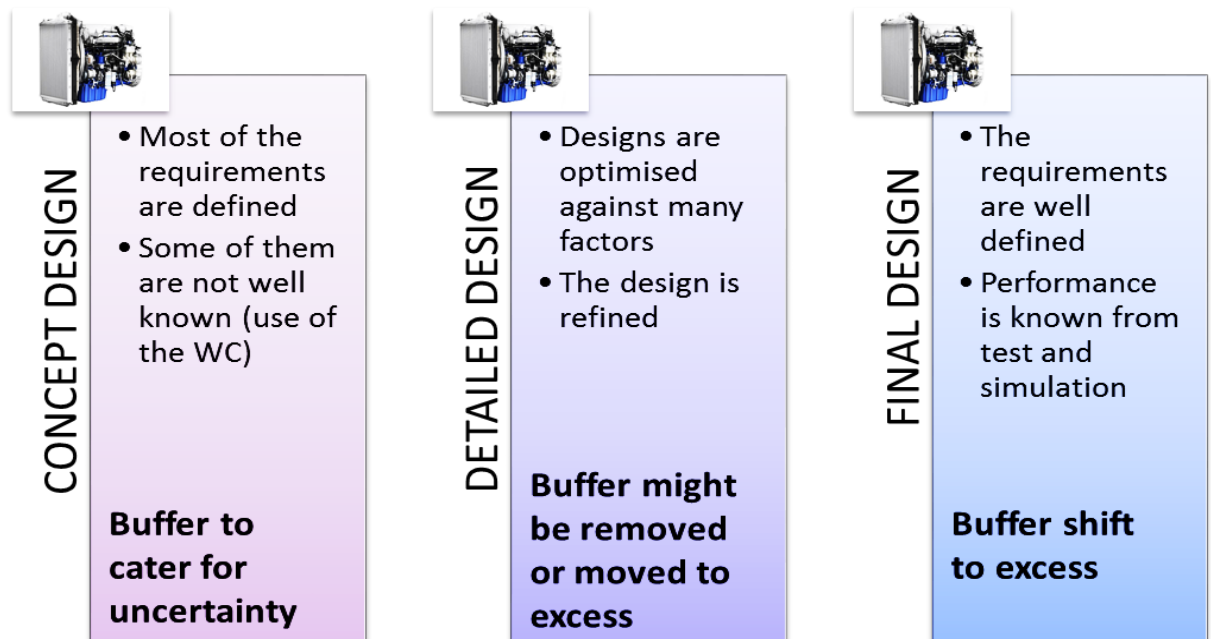 CONCEPT DESIGN
• Most of the
requirements
are defined
• Some of them
are not well
known (use of
the WC)
Buffer to
cater for
uncertainty
DETAILED DESIGN
• Designs are
optimised
against many
factors
• The design is
refined
Buffer might
be removed
or moved to
excess
FINAL DESIGN
• The
requirements
are well
defined
• Performance
is known from
test and
simulation
Buffer shift
to excess